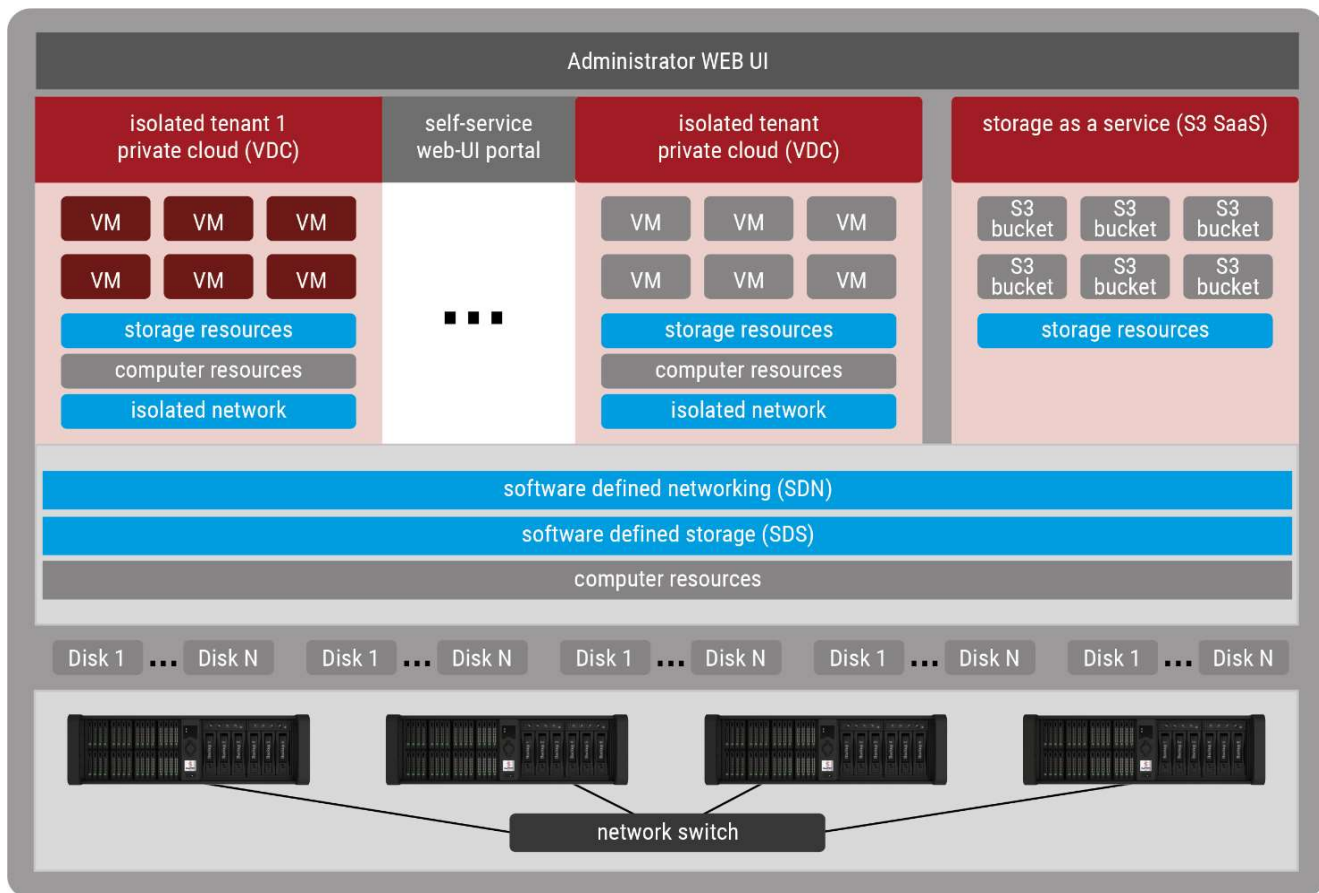 Administrator WEB UI
isolated tenant 1
private cloud (VDC)
self-service
web-UI portal
isolated tenant
private cloud (VDC)
storage as a service (S3 SaaS)
VM VM VM
VM VM VM
storage resources
computer resources
isolated network
...
VM VM VM
VM VM VM
storage resources
computer resources
isolated network
S3 bucket S3 bucket S3 bucket
S3 bucket S3 bucket S3 bucket
storage resources
software defined networking (SDN)
software defined storage (SDS)
computer resources
Disk 1 ... Disk N Disk 1 ... Disk N Disk 1 ... Disk N Disk 1 ... Disk N Disk 1 ... Disk N
network switch